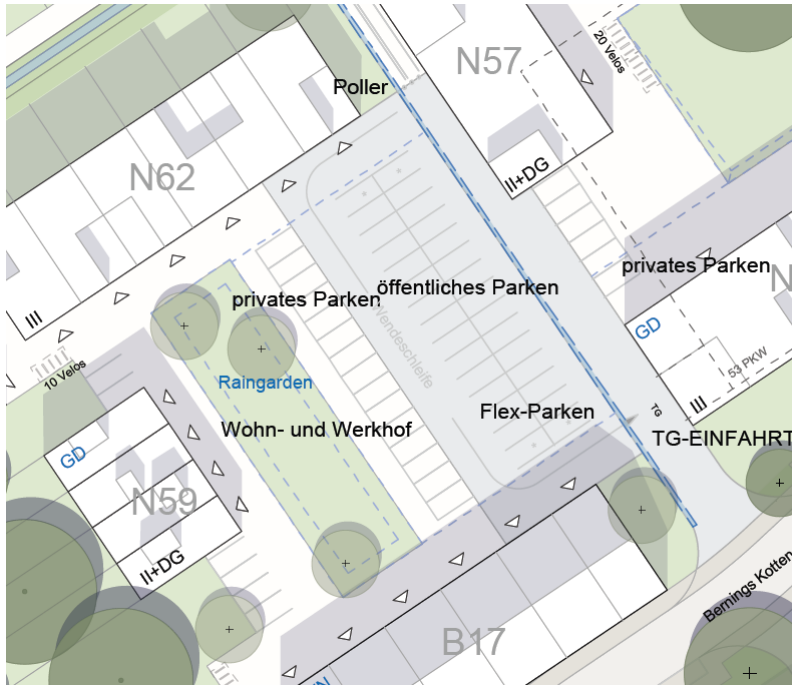 20 Velos
N57
Poller
II+DG
N62
privates Parken
öffentliches Parken
privates Parken
N
GD
III
Wendeschleife
53 PKW
10 Velos
Raingarden
Flex-Parken
TG
III
Wohn- und Werkhof
TG-EINFAHRT
GD
N59
II+DG
Bernings Kotten
B17